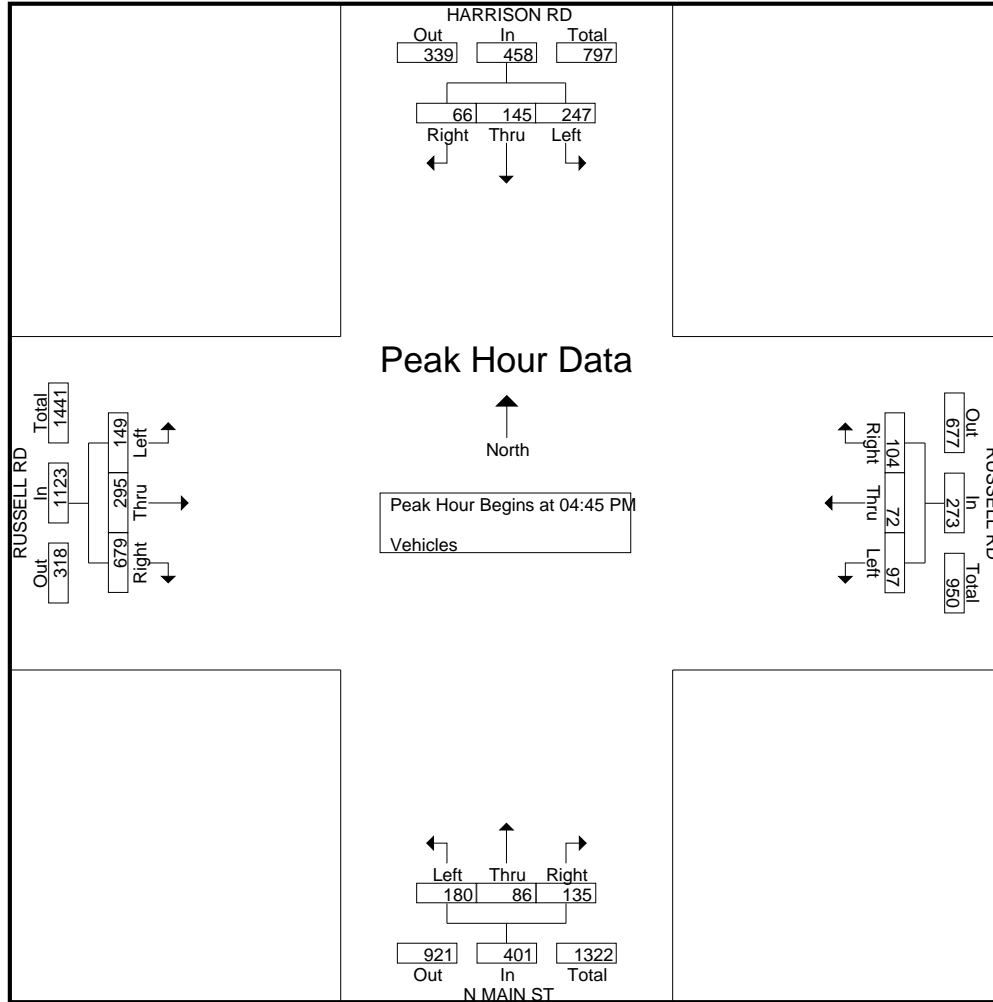 HARRISON RD
Out In Total
339 458 797
66 145 247
Right Thru Left
Peak Hour Data
North
Peak Hour Begins at 04:45 PM
Vehicles
RUSSELL RD
Out In Total
318 1123 1441
Right Thru Left
679 295 149
RUSSELL RD
Out In Total
677 273 950
Right Thru Left
104 72 97
Left Thru Right
180 86 135
921 401 1322
Out In Total
N MAIN ST